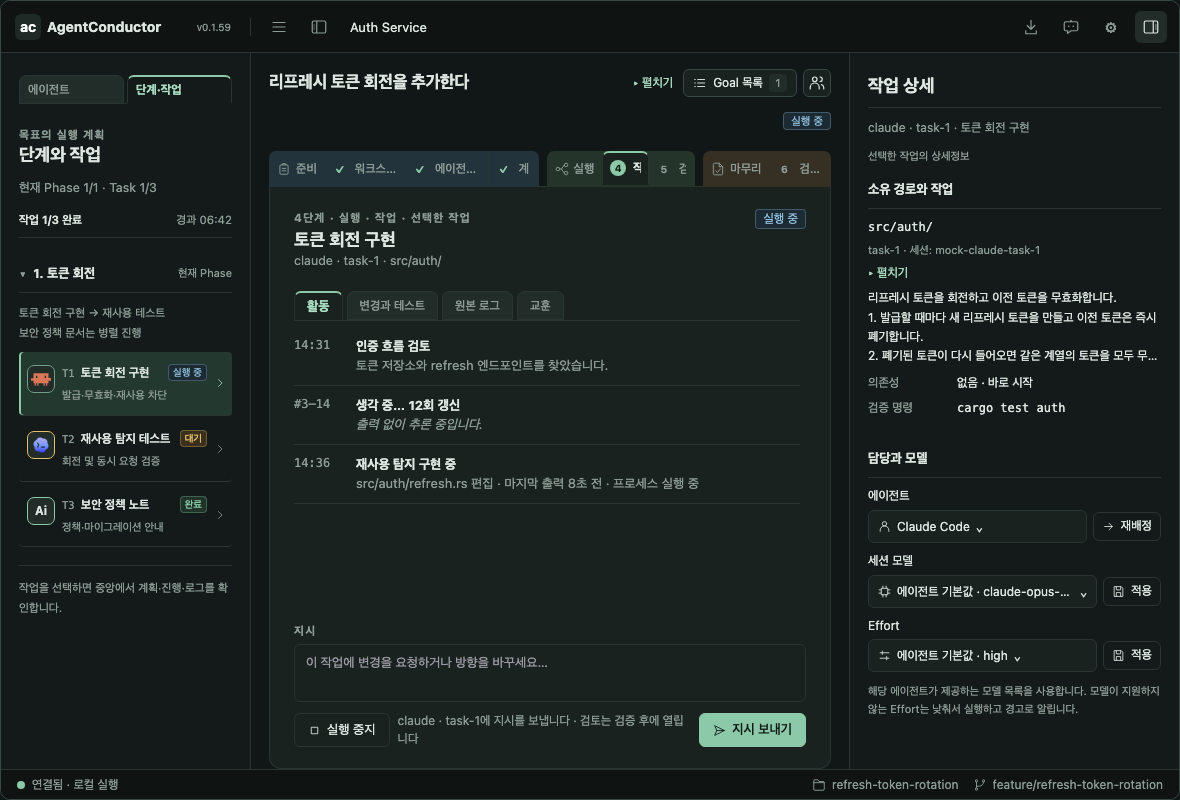 ac AgentConductor v0.1.59 Auth Service
에이전트 단계·작업
목표의 실행 계획
단계와 작업
현재 Phase 1/1 · Task 1/3
작업 1/3 완료 경과 06:42
1. 토큰 회전 현재 Phase
토큰 회전 구현 → 재사용 테스트
보안 정책 문서는 병렬 진행
T1 토큰 회전 구현 실행 중
발급·무효화·재사용 차단
T2 재사용 탐지 테스트 대기
회전 및 동시 요청 검증
Ai T3 보안 정책 노트 완료
정책·마이그레이션 안내
작업을 선택하면 중앙에서 계획·진행·로그를 확
인합니다.
리프레시 토큰 회전을 추가한다 펼치기 Goal 목록 1
실행 중
준비 ✓ 워크스... ✓ 에이전... ✓ 계 실행 4 5 마무리 6 검...
4단계 · 실행 · 작업 · 선택한 작업 실행 중
토큰 회전 구현
claude · task-1 · src/auth/
활동 변경과 테스트 원본 로그 교훈
14:31 인증 흐름 검토
토큰 저장소와 refresh 엔드포인트를 찾았습니다.
#3–14 생각 중... 12회 갱신
출력 없이 추론 중입니다.
14:36 재사용 탐지 구현 중
src/auth/refresh.rs 편집 · 마지막 출력 8초 전 · 프로세스 실행 중
지시
이 작업에 변경을 요청하거나 방향을 바꾸세요...
실행 중지 claude · task-1에 지시를 보냅니다 · 검토는 검증 후에 열립
니다 지시 보내기
작업 상세
claude · task-1 · 토큰 회전 구현
선택한 작업의 상세정보
소유 경로와 작업
src/auth/
task-1 · 세션: mock-claude-task-1
펼치기
리프레시 토큰을 회전하고 이전 토큰을 무효화합니다.
1. 발급할 때마다 새 리프레시 토큰을 만들고 이전 토큰은 즉시
폐기합니다.
2. 폐기된 토큰이 다시 들어오면 같은 계열의 토큰을 모두 무...
의존성 없음 · 바로 시작
검증 명령 cargo test auth
담당과 모델
에이전트
Claude Code 재배정
세션 모델
에이전트 기본값 · claude-opus-... 적용
Effort
에이전트 기본값 · high 적용
해당 에이전트가 제공하는 모델 목록을 사용합니다. 모델이 지원하지
않는 Effort는 낮춰서 실행하고 경고로 알립니다.
연결됨 · 로컬 실행 refresh-token-rotation feature/refresh-token-rotation